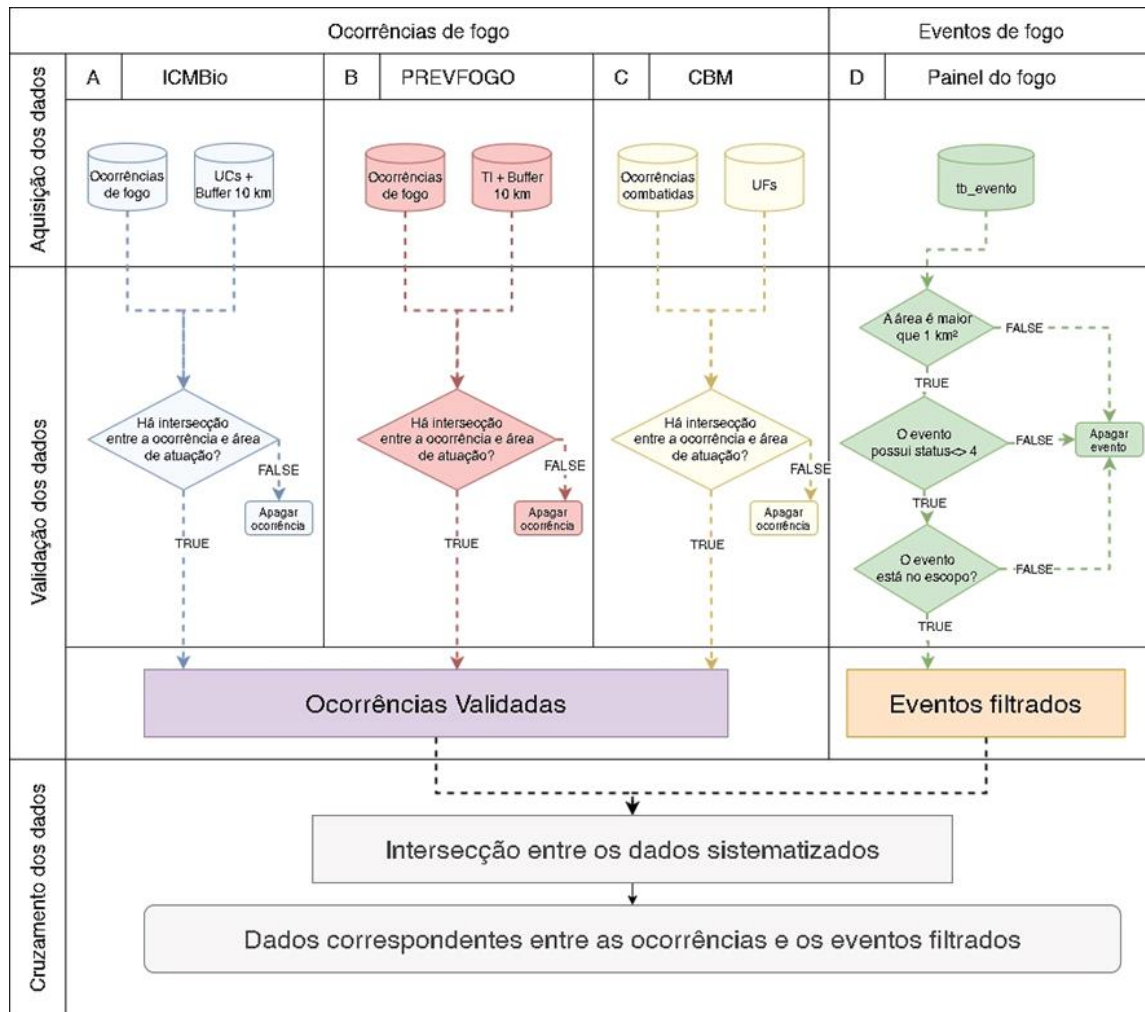 Ocorrências de fogo
Eventos de fogo
Aquisição dos dados
A
ICMBio
B
PREVFOGO
C
CBM
D
Painel do fogo
Ocorrências
de fogo
UCs +
Buffer 10 km
Ocorrências
de fogo
TI + Buffer
10 km
Ocorrências
combatidas
UFs
tb_evento
Validação dos dados
Há intersecção
entre a ocorrência e área
de atuação?
FALSE
Apagar
ocorrência
TRUE
Há intersecção
entre a ocorrência e área
de atuação?
FALSE
Apagar
ocorrência
TRUE
Há intersecção
entre a ocorrência e área
de atuação?
FALSE
Apagar
ocorrência
TRUE
A área é maior
que 1 km²
FALSE
TRUE
O evento
possui status<> 4
FALSE
Apagar
evento
TRUE
O evento
está no escopo?
FALSE
TRUE
Ocorrências Validadas
Eventos filtrados
Cruzamento dos dados
Intersecção entre os dados sistematizados
Dados correspondentes entre as ocorrências e os eventos filtrados